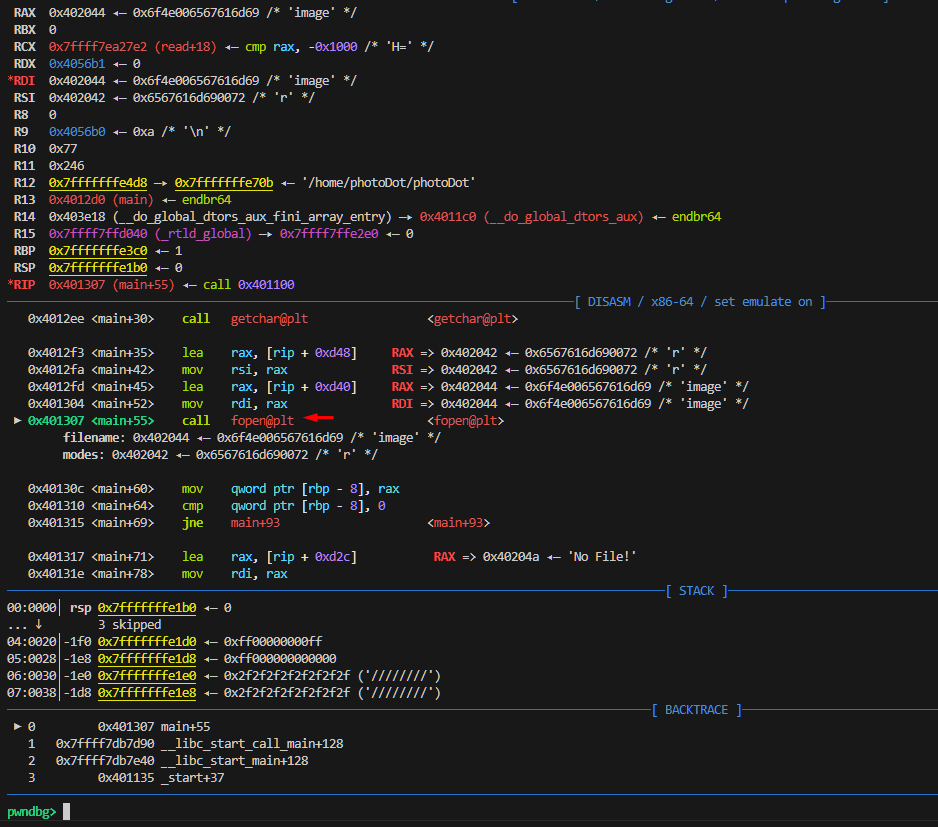 RAX 0x402044 ◂— 0x6f4e006567616d69 /* 'image' */
RBX 0
RCX 0x7ffff7ea27e2 (read+18) ◂— cmp rax, -0x1000 /* 'H=' */
RDX 0x4056b1 ◂— 0
*RDI 0x402044 ◂— 0x6f4e006567616d69 /* 'image' */
RSI 0x402042 ◂— 0x6567616d690072 /* 'r' */
R8 0
R9 0x4056b0 ◂— 0xa /* '\n' */
R10 0x77
R11 0x246
R12 0x7fffffffe4d8 —▸ 0x7fffffffe70b ◂— '/home/photoDot/photoDot'
R13 0x4012d0 (main) ◂— endbr64
R14 0x403e18 (__do_global_dtors_aux_fini_array_entry) —▸ 0x4011c0 (__do_global_dtors_aux) ◂— endbr64
R15 0x7ffff7ffd040 (_rtld_global) —▸ 0x7ffff7ffe2e0 ◂— 0
RBP 0x7fffffffe3c0 ◂— 1
RSP 0x7fffffffe1b0 ◂— 0
*RIP 0x401307 (main+55) ◂— call 0x401100
[ DISASM / x86-64 / set emulate on ]
0x4012ee <main+30> call getchar@plt <getchar@plt>
0x4012f3 <main+35> lea rax, [rip + 0xd48] RAX => 0x402042 ◂— 0x6567616d690072 /* 'r' */
0x4012fa <main+42> mov rsi, rax RSI => 0x402042 ◂— 0x6567616d690072 /* 'r' */
0x4012fd <main+45> lea rax, [rip + 0xd40] RAX => 0x402044 ◂— 0x6f4e006567616d69 /* 'image' */
0x401304 <main+52> mov rdi, rax RDI => 0x402044 ◂— 0x6f4e006567616d69 /* 'image' */
► 0x401307 <main+55> call fopen@plt <fopen@plt>
filename: 0x402044 ◂— 0x6f4e006567616d69 /* 'image' */
modes: 0x402042 ◂— 0x6567616d690072 /* 'r' */
0x40130c <main+60> mov qword ptr [rbp - 8], rax
0x401310 <main+64> cmp qword ptr [rbp - 8], 0
0x401315 <main+69> jne main+93 <main+93>
0x401317 <main+71> lea rax, [rip + 0xd2c] RAX => 0x40204a ◂— 'No File!'
0x40131e <main+78> mov rdi, rax
[ STACK ]
00:0000│ rsp 0x7fffffffe1b0 ◂— 0
... ↓ 3 skipped
04:0020│-1f0 0x7fffffffe1d0 ◂— 0xff00000000ff
05:0028│-1e8 0x7fffffffe1d8 ◂— 0xff000000000000
06:0030│-1e0 0x7fffffffe1e0 ◂— 0x2f2f2f2f2f2f2f2f ('////////')
07:0038│-1d8 0x7fffffffe1e8 ◂— 0x2f2f2f2f2f2f2f2f ('////////')
[ BACKTRACE ]
► 0 0x401307 main+55
1 0x7ffff7db7d90 __libc_start_call_main+128
2 0x7ffff7db7e40 __libc_start_main+128
3 0x401135 _start+37
pwndbg>